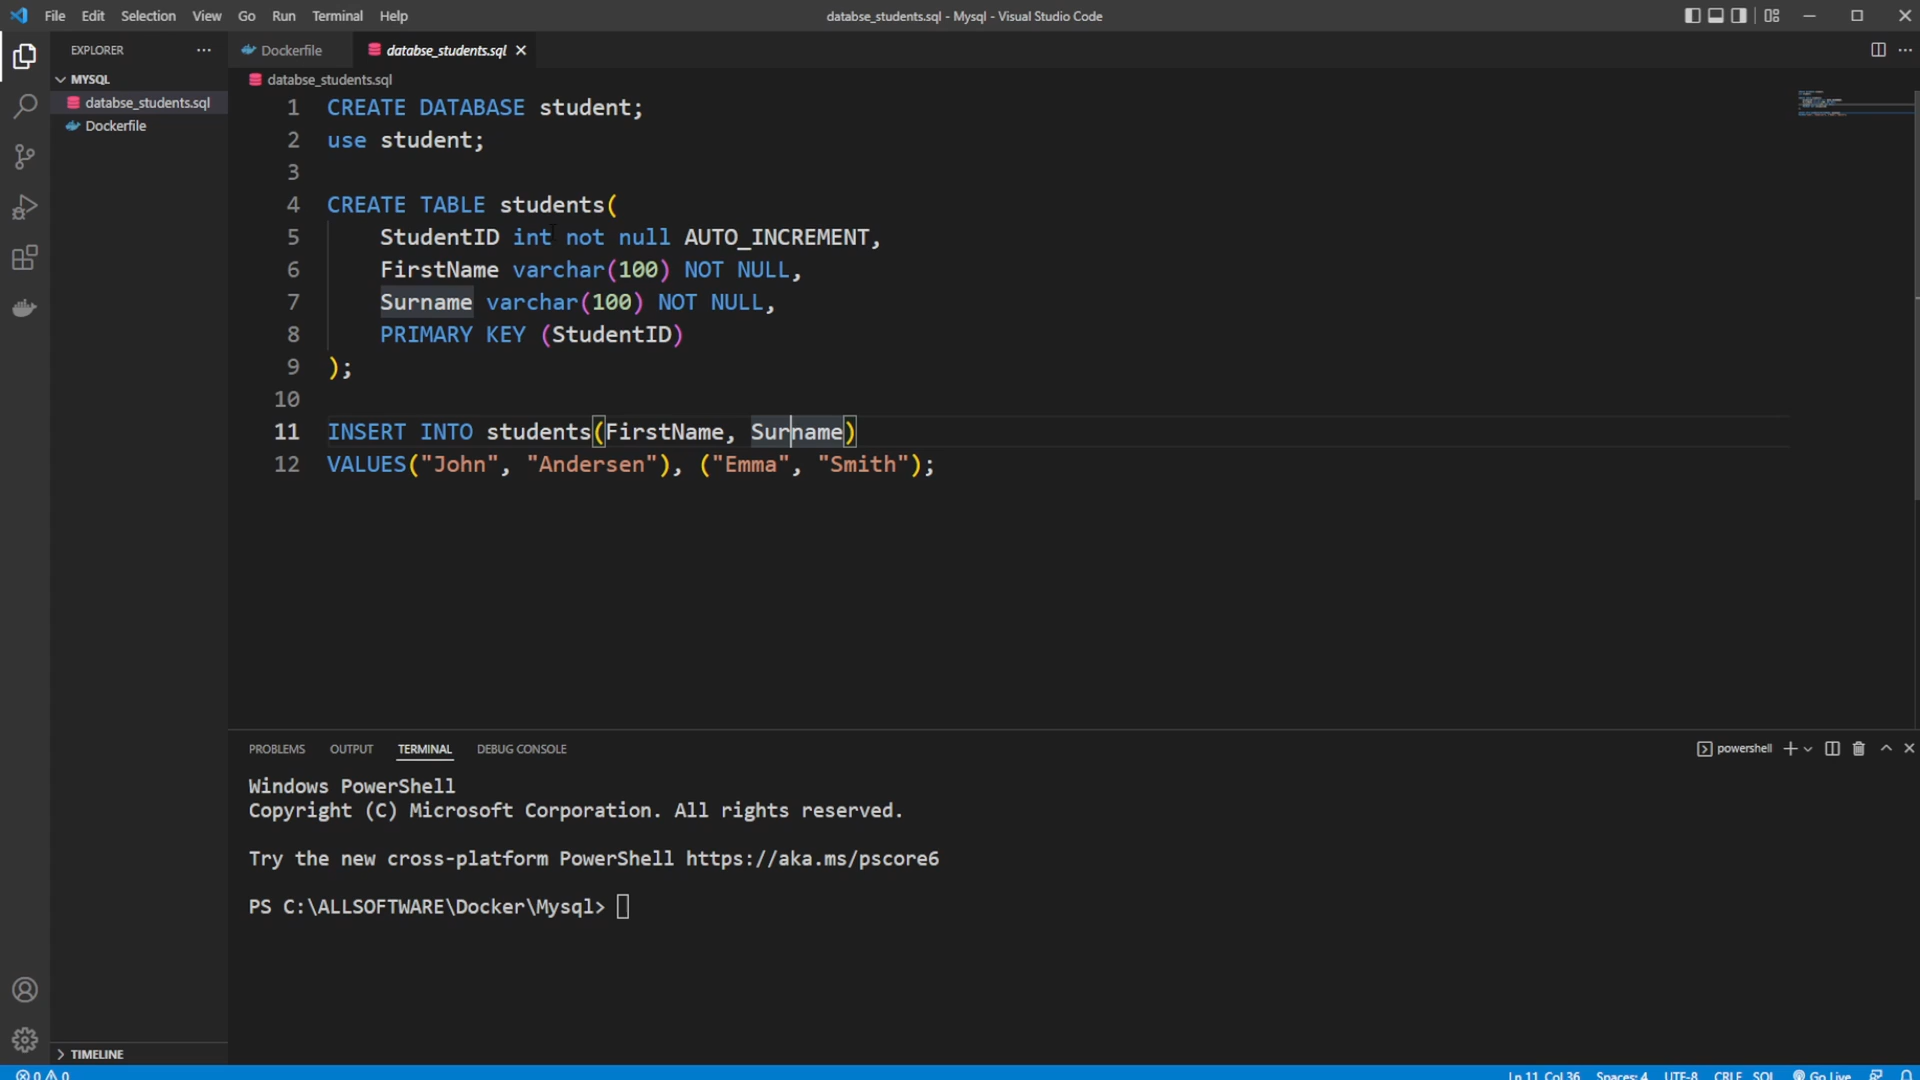 File Edit Selection View Go Run Terminal Help
databse_students.sql - Mysql - Visual Studio Code
EXPLORER
MYSQL
databse_students.sql
Dockerfile
TIMELINE
Dockerfile
databse_students.sql
databse_students.sql
1 CREATE DATABASE student;
2 use student;
3
4 CREATE TABLE students(
5 StudentID int not null AUTO_INCREMENT,
6 FirstName varchar(100) NOT NULL,
7 Surname varchar(100) NOT NULL,
8 PRIMARY KEY (StudentID)
9 );
10
11 INSERT INTO students(FirstName, Surname)
12 VALUES("John", "Andersen"), ("Emma", "Smith");
PROBLEMS OUTPUT TERMINAL DEBUG CONSOLE
powershell
Windows PowerShell
Copyright (C) Microsoft Corporation. All rights reserved.
Try the new cross-platform PowerShell https://aka.ms/pscore6
PS C:\ALLSOFTWARE\Docker\Mysql>
0 0
Ln 11, Col 36 Spaces: 4 UTF-8 CRLF SQL Go Live